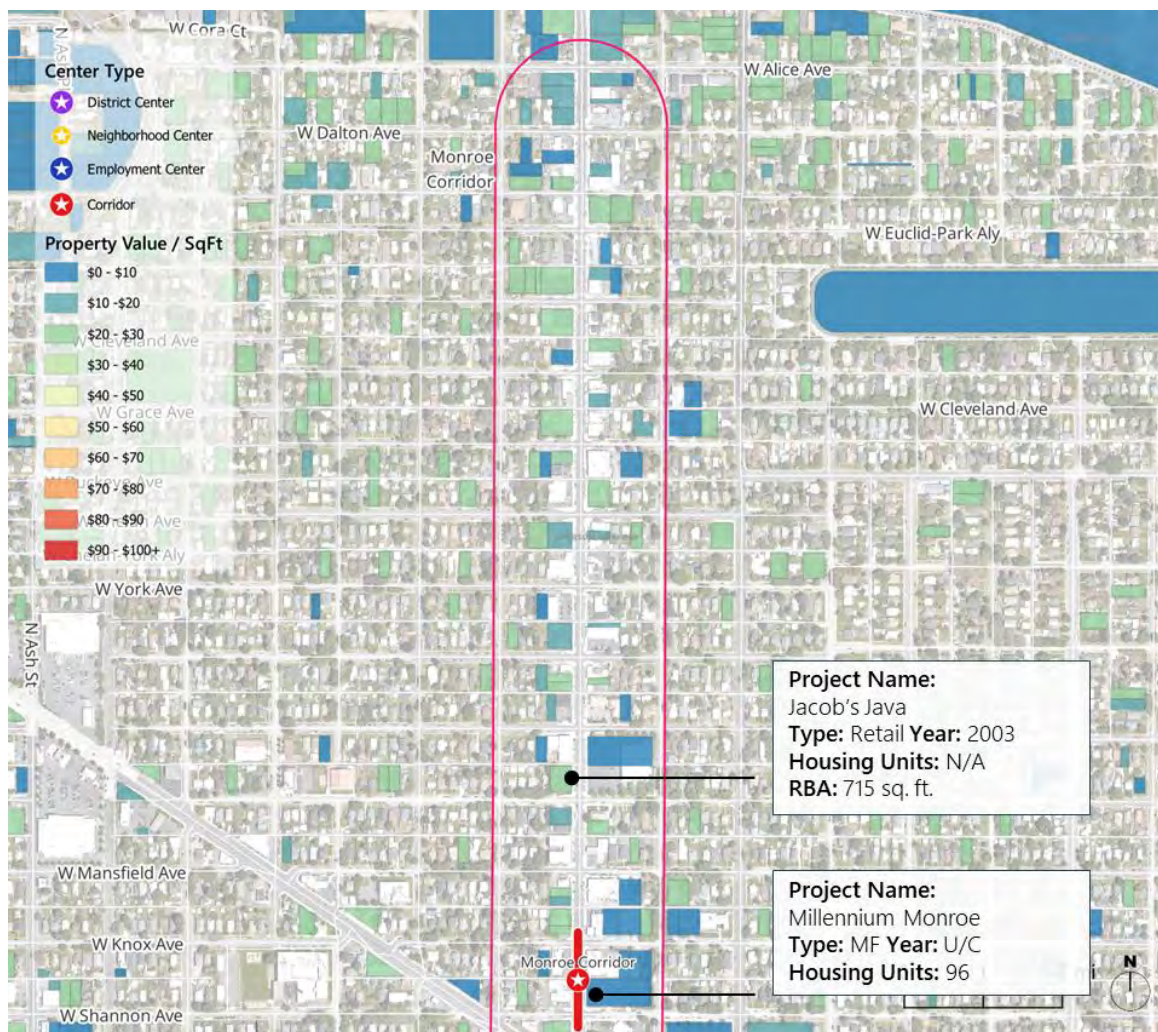 W Cora Ct
Center Type
District Center
Neighborhood Center
Employment Center
Corridor
W Alice Ave
W Dalton Ave
Monroe
Corridor
W Euclid-Park Aly
Property Value / SqFt
$0 - $10
$10 -$20
$20 - $30
W Cleveland Ave
$30 - $40
$40 - $50
W Grace Ave
$50 - $60
W Cleveland Ave
$60 - $70
$70 - $80
$80 - $90
$90 - $100+
W York Ave
N Ash St
Project Name:
Jacob's Java
Type: Retail Year: 2003
Housing Units: N/A
RBA: 715 sq. ft.
W Mansfield Ave
Project Name:
Millennium Monroe
Type: MF Year: U/C
Housing Units: 96
W Knox Ave
Monroe Corridor
N
W Shannon Ave